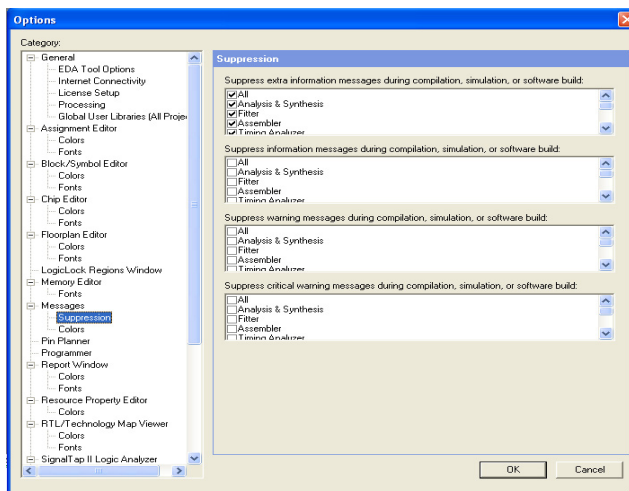 Options
Category:
General
EDA Tool Options
Internet Connectivity
License Setup
Processing
Global User Libraries (All Proje
Assignment Editor
Colors
Fonts
Block/Symbol Editor
Colors
Fonts
Chip Editor
Colors
Fonts
Floorplan Editor
Colors
Fonts
LogicLock Regions Window
Memory Editor
Fonts
Messages
Suppression
Colors
Pin Planner
Programmer
Report Window
Colors
Fonts
Resource Property Editor
Colors
RTL/Technology Map Viewer
Colors
Fonts
SignalTap II Logic Analyzer
Suppression
Suppress extra information messages during compilation, simulation, or software build:
All
Analysis & Synthesis
Fitter
Assembler
Timing Analyzer
Suppress information messages during compilation, simulation, or software build:
All
Analysis & Synthesis
Fitter
Assembler
Timing Analyzer
Suppress warning messages during compilation, simulation, or software build:
All
Analysis & Synthesis
Fitter
Assembler
Timing Analyzer
Suppress critical warning messages during compilation, simulation, or software build:
All
Analysis & Synthesis
Fitter
Assembler
Timing Analyzer
OK
Cancel